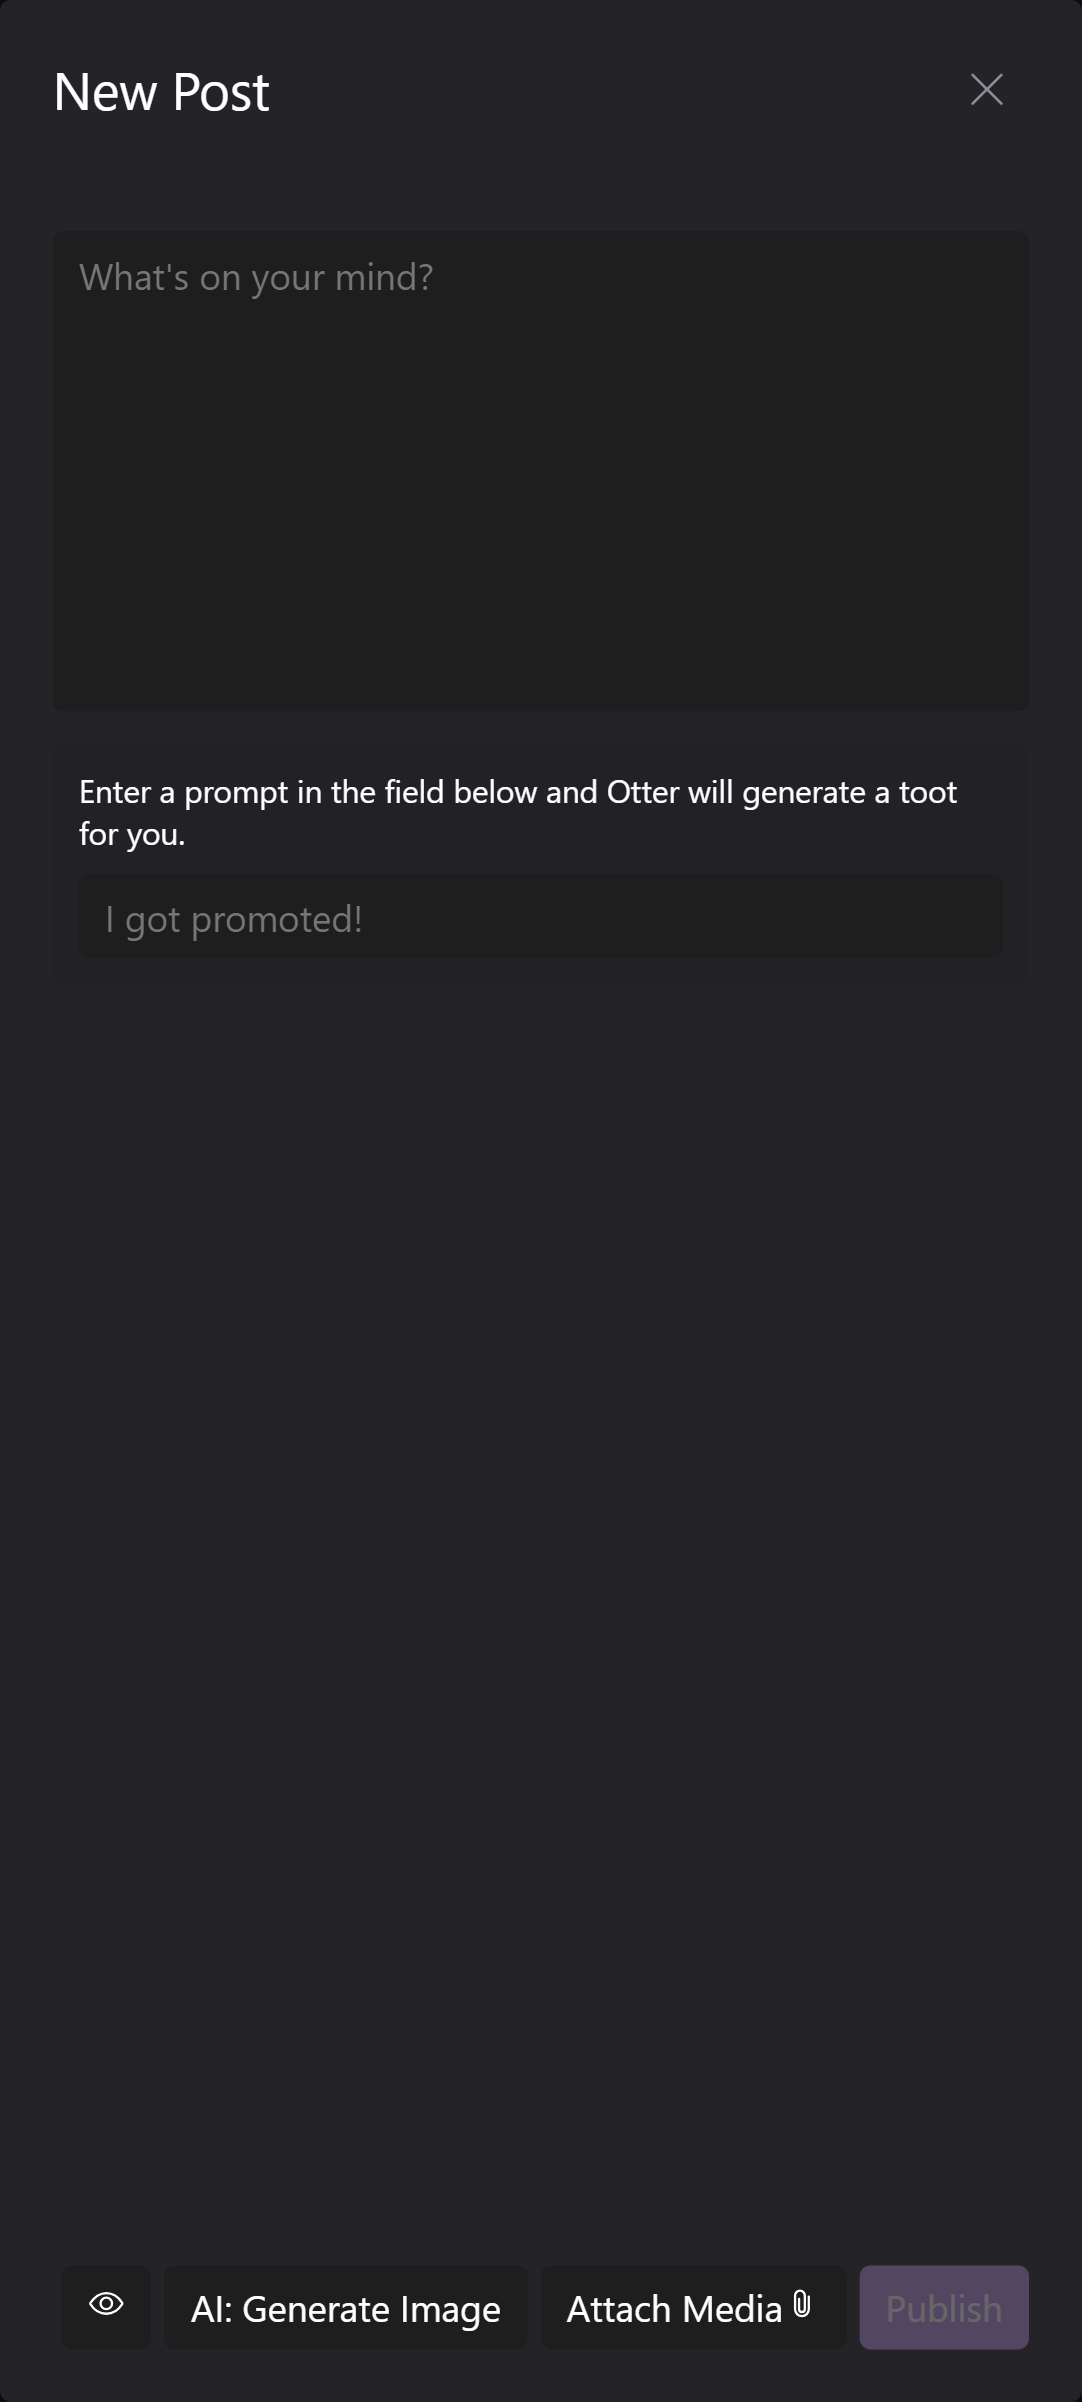 New Post
What's on your mind?
Enter a prompt in the field below and Otter will generate a toot
for you.
I got promoted!
AI: Generate Image
Attach Media
Publish